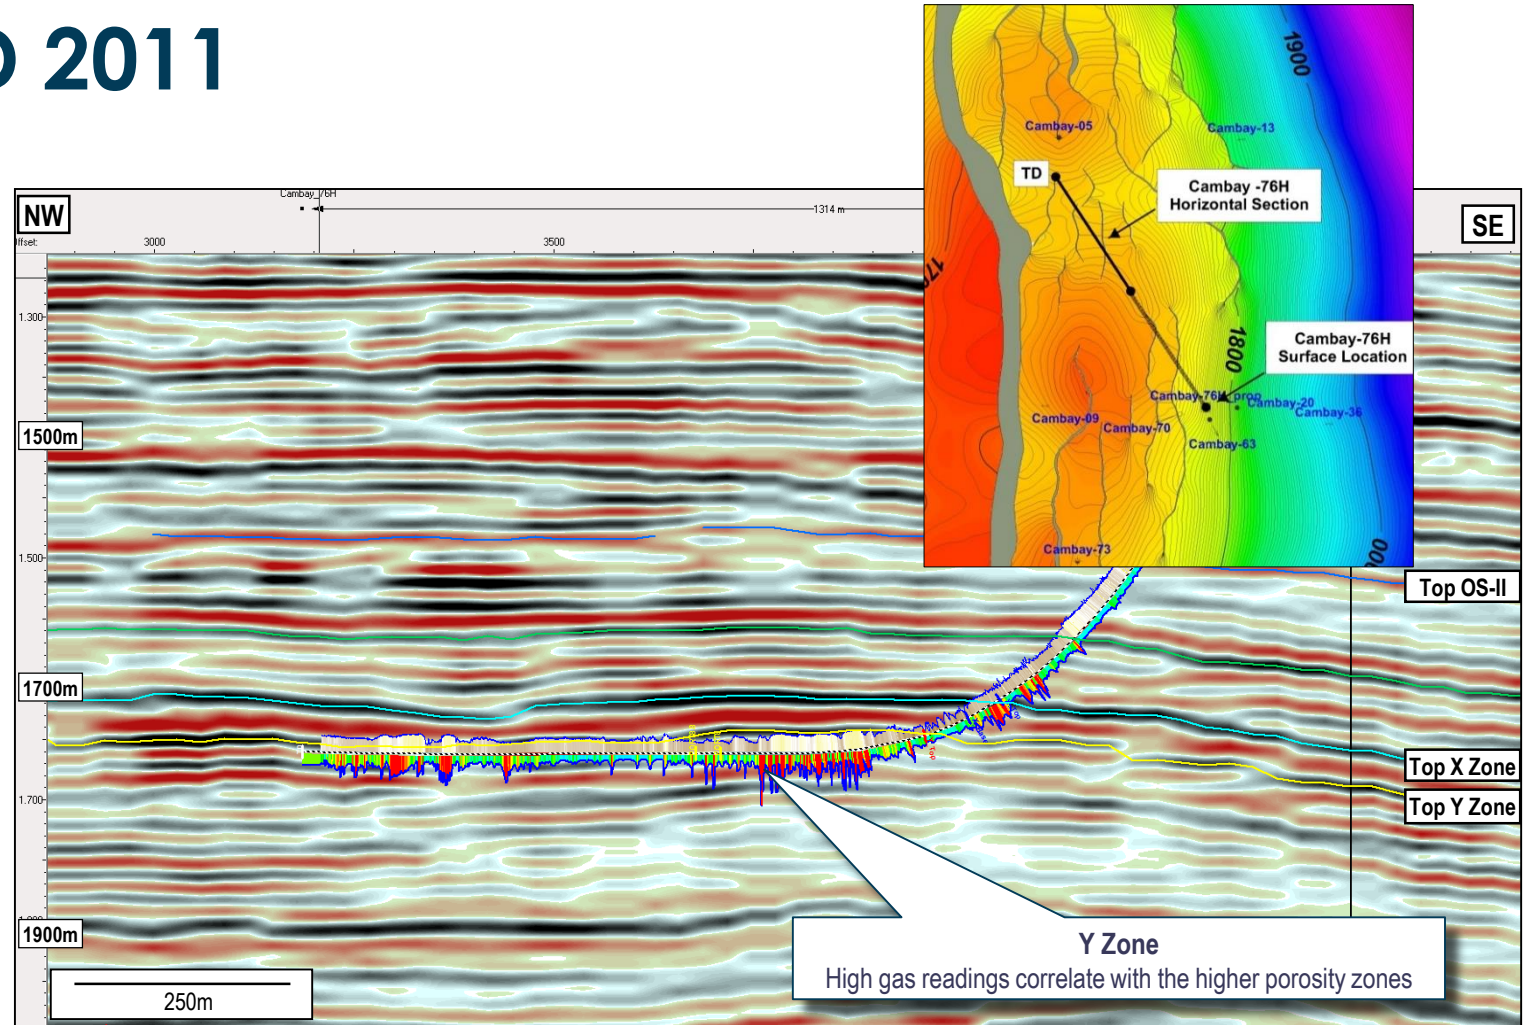 2011
NW
Cambay_76H
1314 m
SE
3000
3500
1.300
1500m
1.500
1700m
1.700
1900m
250m
Top OS-II
Top X Zone
Top Y Zone
Y Zone
High gas readings correlate with the higher porosity zones
1900
Cambay-05
Cambay-13
TD
Cambay -76H
Horizontal Section
1800
Cambay-76H
Surface Location
Cambay-20
Cambay-36
Cambay-09
Cambay-70
Cambay-63
Cambay-73